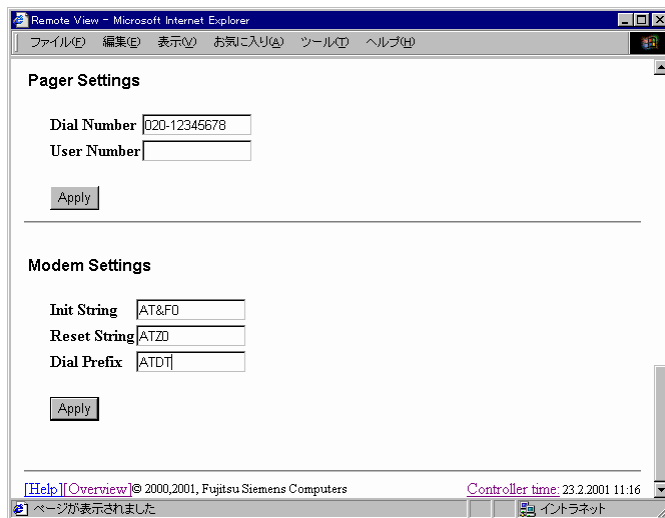 Remote View - Microsoft Internet Explorer
ファイル(F) 編集(E) 表示(V) お気に入り(A) ツール(T) ヘルプ(H)
Pager Settings
Dial Number 020-12345678
User Number
Apply
Modem Settings
Init String AT&F0
Reset String ATZ0
Dial Prefix ATDT
Apply
[Help][Overview]© 2000,2001, Fujitsu Siemens Computers Controller time: 23.2.2001 11:16
ページが表示されました イントラネット